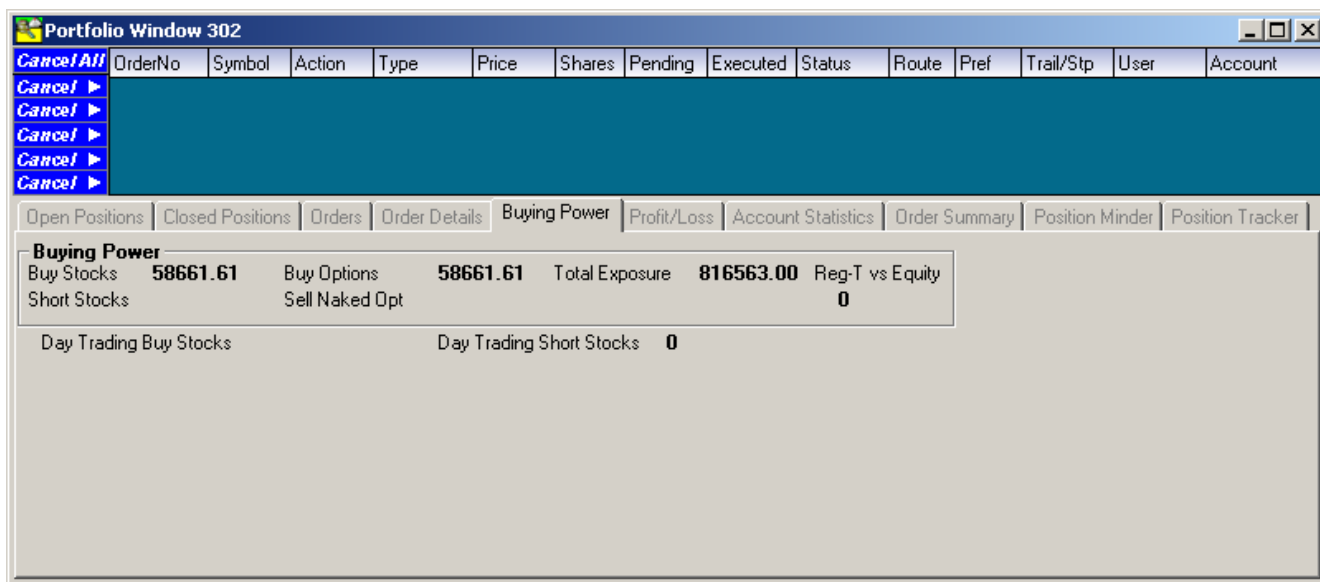 Portfolio Window 302
Cancel All OrderNo Symbol Action Type Price Shares Pending Executed Status Route Pref Trail/Stp User Account
Cancel
Cancel
Cancel
Cancel
Cancel
Open Positions Closed Positions Orders Order Details Buying Power Profit/Loss Account Statistics Order Summary Position Minder Position Tracker
Buying Power
Buy Stocks 58661.61 Buy Options 58661.61 Total Exposure 816563.00 Reg-T vs Equity
Short Stocks Sell Naked Opt 0
Day Trading Buy Stocks Day Trading Short Stocks 0